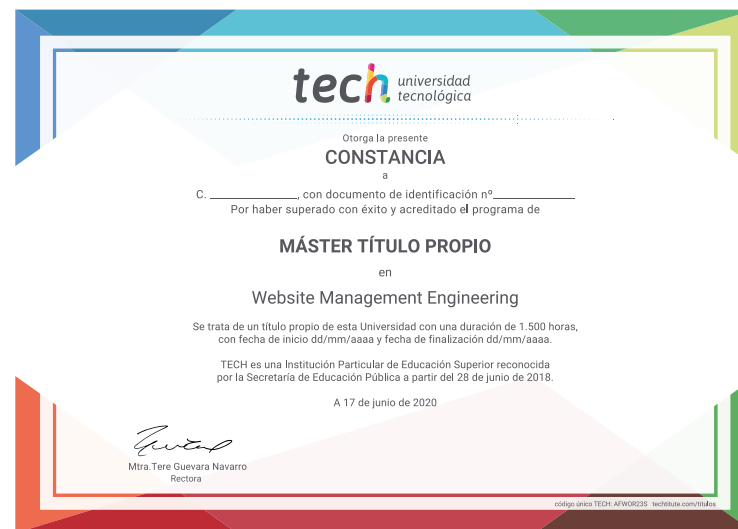 tech universidad
tecnológica
Otorga la presente
CONSTANCIA
a
C. ______________, con documento de identificación nº______________
Por haber superado con éxito y acreditado el programa de
MÁSTER TÍTULO PROPIO
en
Website Management Engineering
Se trata de un título propio de esta Universidad con una duración de 1.500 horas,
con fecha de inicio dd/mm/aaaa y fecha de finalización dd/mm/aaaa.
TECH es una Institución Particular de Educación Superior reconocida
por la Secretaría de Educación Pública a partir del 28 de junio de 2018.
A 17 de junio de 2020
Mtra.Tere Guevara Navarro
Rectora
código único TECH: AFWOR23S techtitute.com/titulos